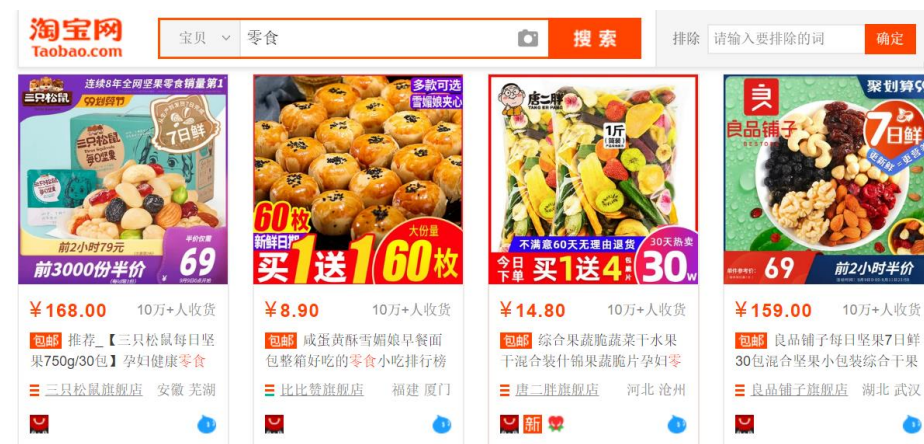 淘宝网
Taobao.com
宝贝
零食
搜索
排除
请输入要排除的词
确定
三只松鼠
连续8年全网坚果零食销量第1
99划算节
7日鲜
三只松鼠
每日坚果
前2小时79元
前3000份半价
半价仅需
¥69
多款可选
雪媚娘夹心
60枚
新鲜日期
大份量
买1送1 60枚
唐二胖
TANG ER PANG
1斤
不满意60天无理由退货
30天热卖
今日下单
买1送4
30w
良品铺子
聚划算
7日鲜
69
前2小时半价
¥168.00
10万+人收货
包邮 推荐_【三只松鼠每日坚
果750g/30包】孕妇健康零食
三只松鼠旗舰店
安徽 芜湖
¥8.90
10万+人收货
包邮 咸蛋黄酥雪媚娘早餐面
包整箱好吃的零食小吃排行榜
比比赞旗舰店
福建 厦门
¥14.80
10万+人收货
包邮 综合果蔬脆蔬菜干水果
干混合装什锦果蔬脆片孕妇零
唐二胖旗舰店
河北 沧州
新
¥159.00
10万+人收货
包邮 良品铺子每日坚果7日鲜
30包混合坚果小包装综合干果
良品铺子旗舰店
湖北 武汉